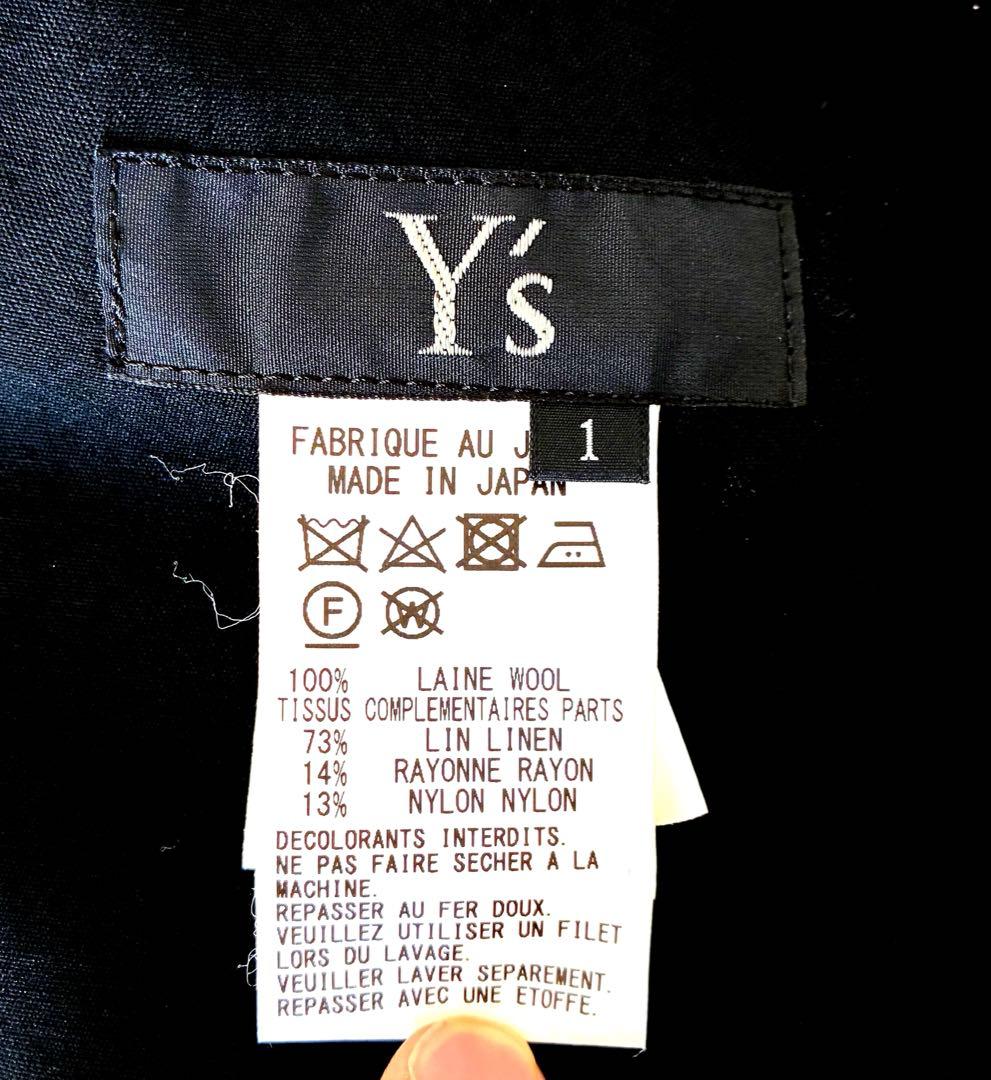 Y's
1
FABRIQUE AU J
MADE IN JAPAN
F
W
100% LAINE WOOL
TISSUS COMPLEMENTAIRES PARTS
73% LIN LINEN
14% RAYONNE RAYON
13% NYLON NYLON
DECOLORANTS INTERDITS.
NE PAS FAIRE SECHER A LA
MACHINE.
REPASSER AU FER DOUX.
VEUILLEZ UTILISER UN FILET
LORS DU LAVAGE.
VEUILLER LAVER SEPAREMENT.
REPASSER AVEC UNE ETOFFE.